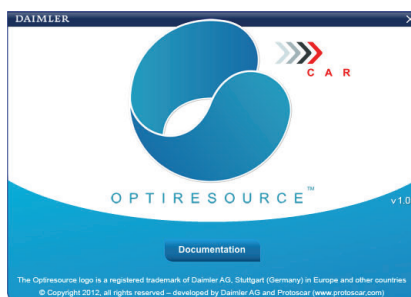 DAIMLER
CAR
OPTIRESOURCE™
v1.0
Documentation
The Optiresource logo is a registered trademark of Daimler AG, Stuttgart (Germany) in Europe and other countries
© Copyright 2012, all rights reserved – developed by Daimler AG and Protoscar (www.protoscar.com)